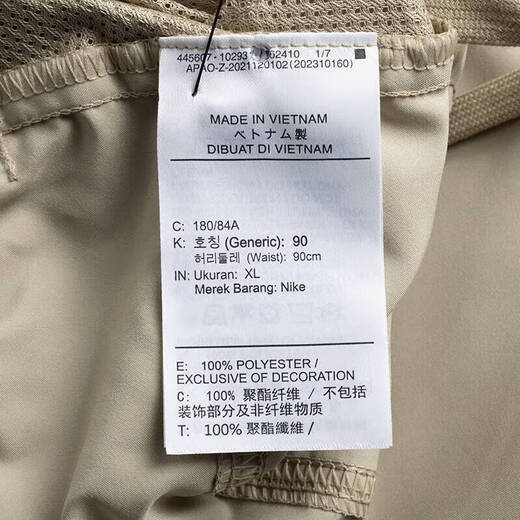 445607-10293 /162410 1/7
APAO-Z-2021120102 (202310160)
MADE IN VIETNAM
ベトナム製
DIBUAT DI VIETNAM
C: 180/84A
K: 호칭 (Generic): 90
허리둘레 (Waist): 90cm
IN: Ukuran: XL
Merek Barang: Nike
E: 100% POLYESTER /
EXCLUSIVE OF DECORATION
C: 100% 聚酯纤维 / 不包括
装饰部分及非纤维物质
T: 100% 聚酯纖維 /